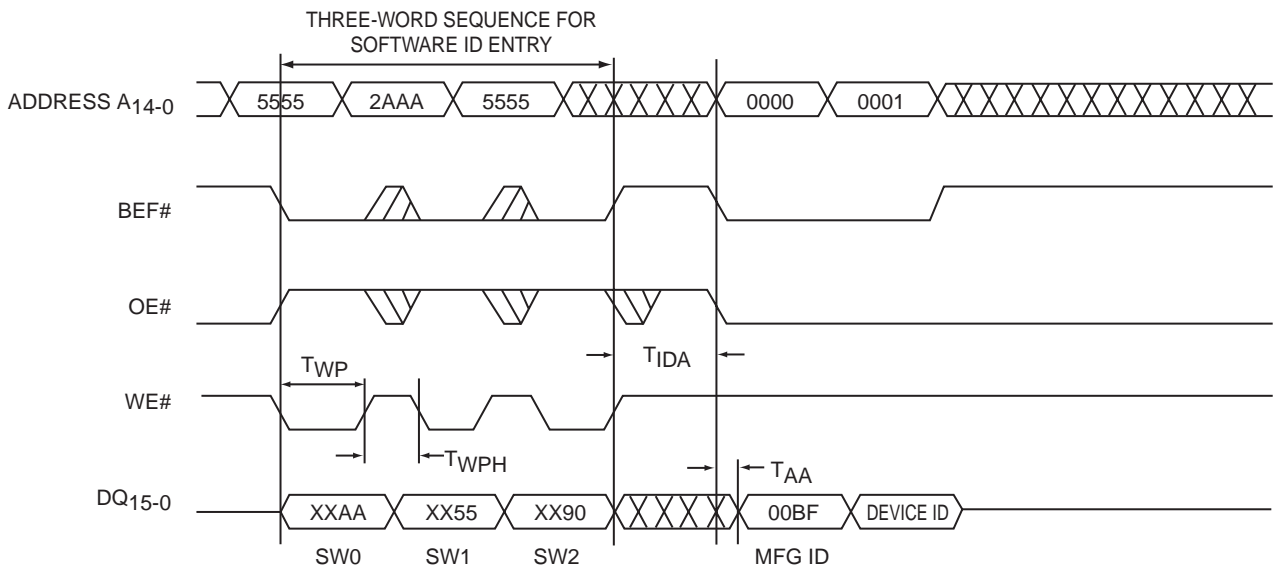 THREE-WORD SEQUENCE FOR
SOFTWARE ID ENTRY
ADDRESS A14-0
5555
2AAA
5555
0000
0001
BEF#
OE#
TIDA
TWP
WE#
TWPH
TAA
DQ15-0
XXAA
XX55
XX90
00BF
DEVICE ID
SW0
SW1
SW2
MFG ID